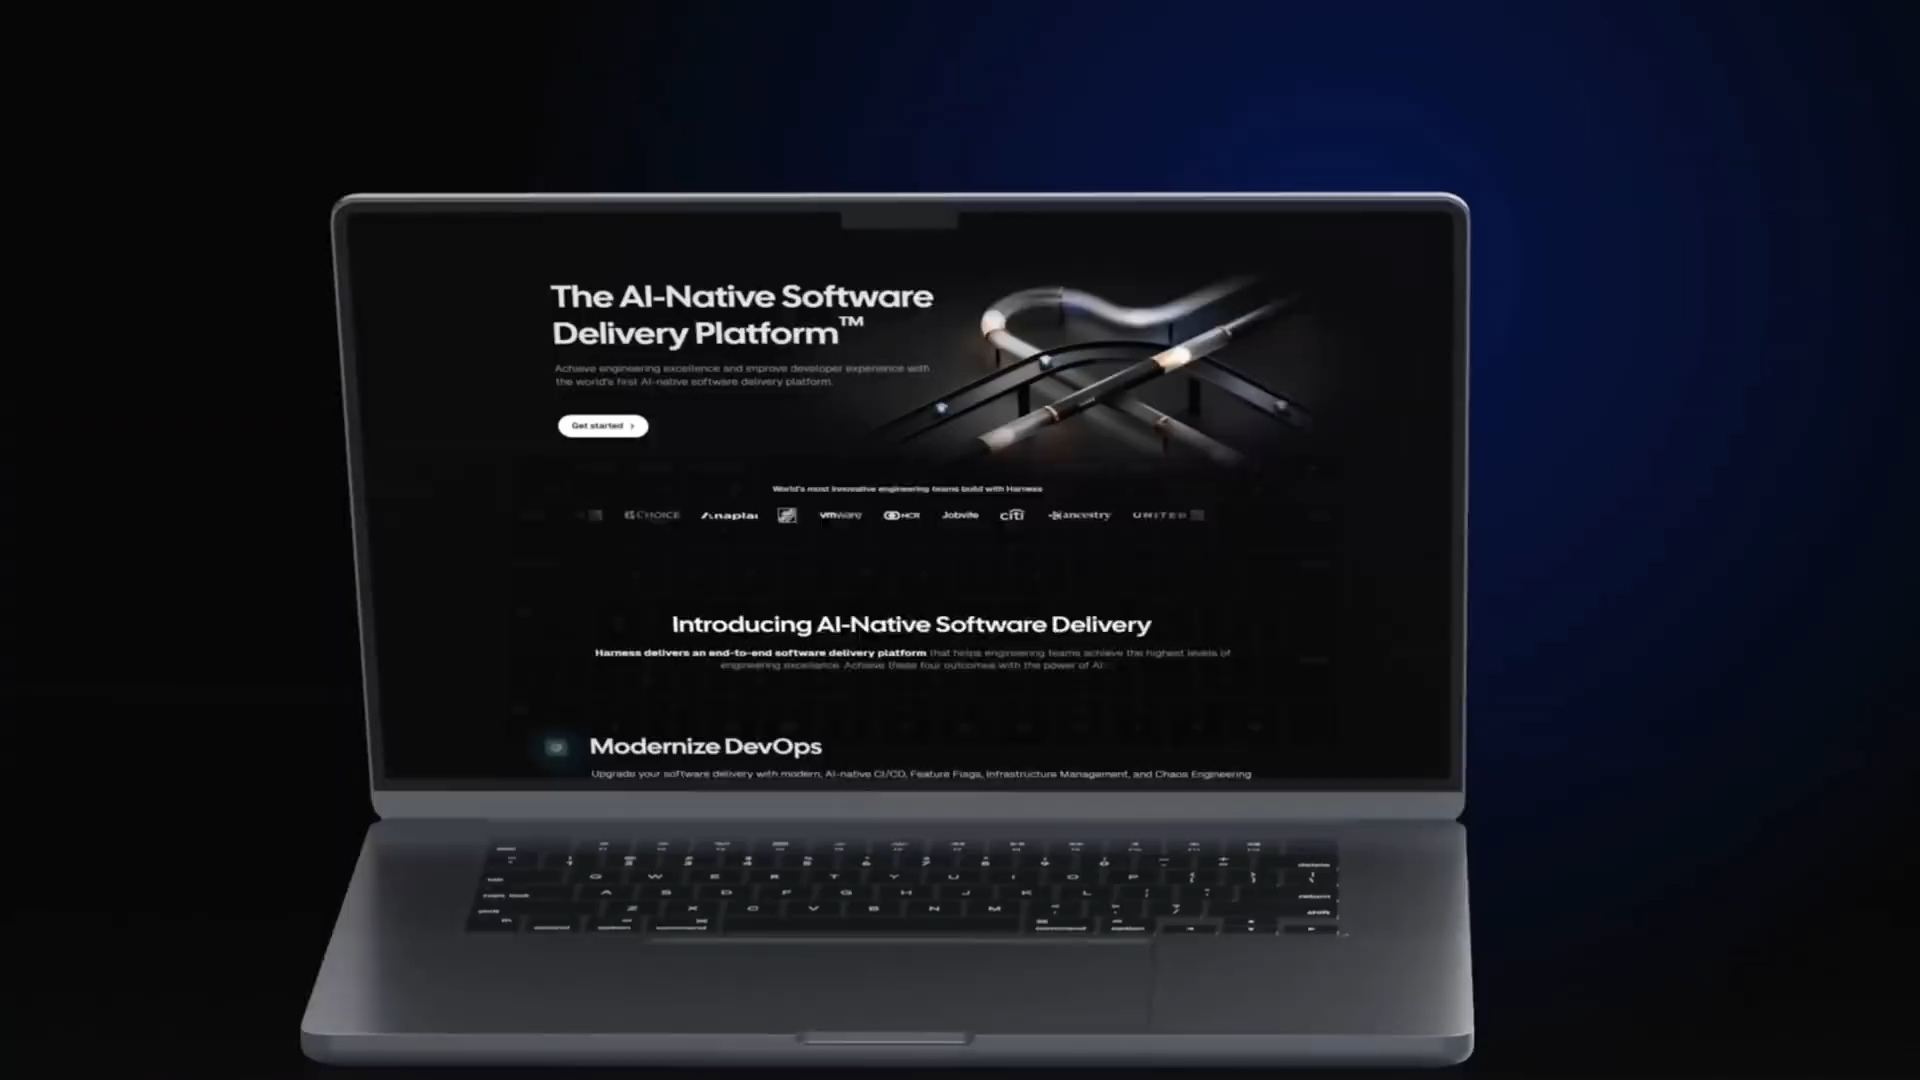 The AI-Native Software
Delivery Platform™
Achieve engineering excellence and improve developer experience with
the world's first AI-native software delivery platform.
Get started
World's most innovative engineering teams build with Harness
CHOICE Anaplan vmware NCR Jobvite citi ancestry UNITED
Introducing AI-Native Software Delivery
Harness delivers an end-to-end software delivery platform that helps engineering teams achieve the highest levels of
engineering excellence. Achieve these four outcomes with the power of AI:
Modernize DevOps
Upgrade your software delivery with modern, AI-native CI/CD, Feature Flags, Infrastructure Management, and Chaos Engineering
Q W E R T Y U I O P
A S D F G H J K L
Z X C V B N M
command command option